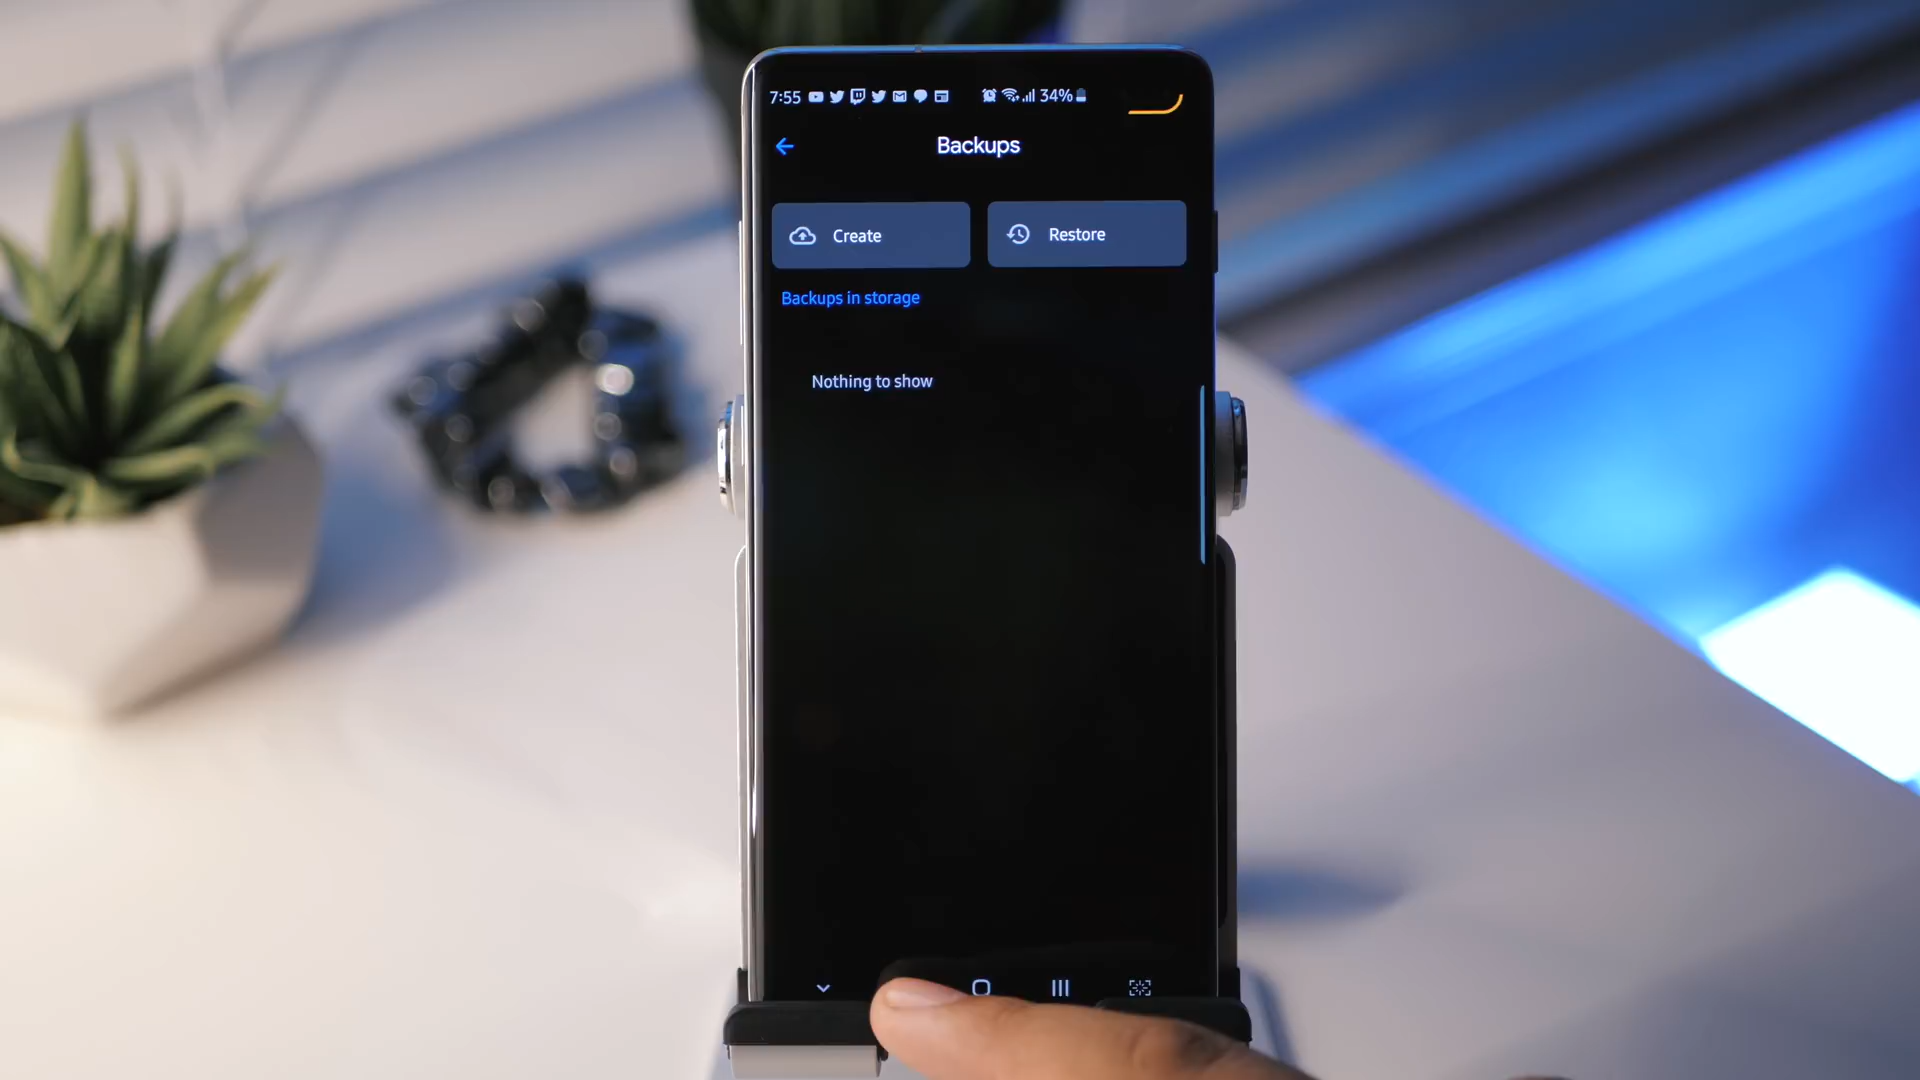 7:55 34%
Backups
Create Restore
Backups in storage
Nothing to show